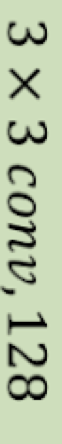 3 × 3 conv, 128